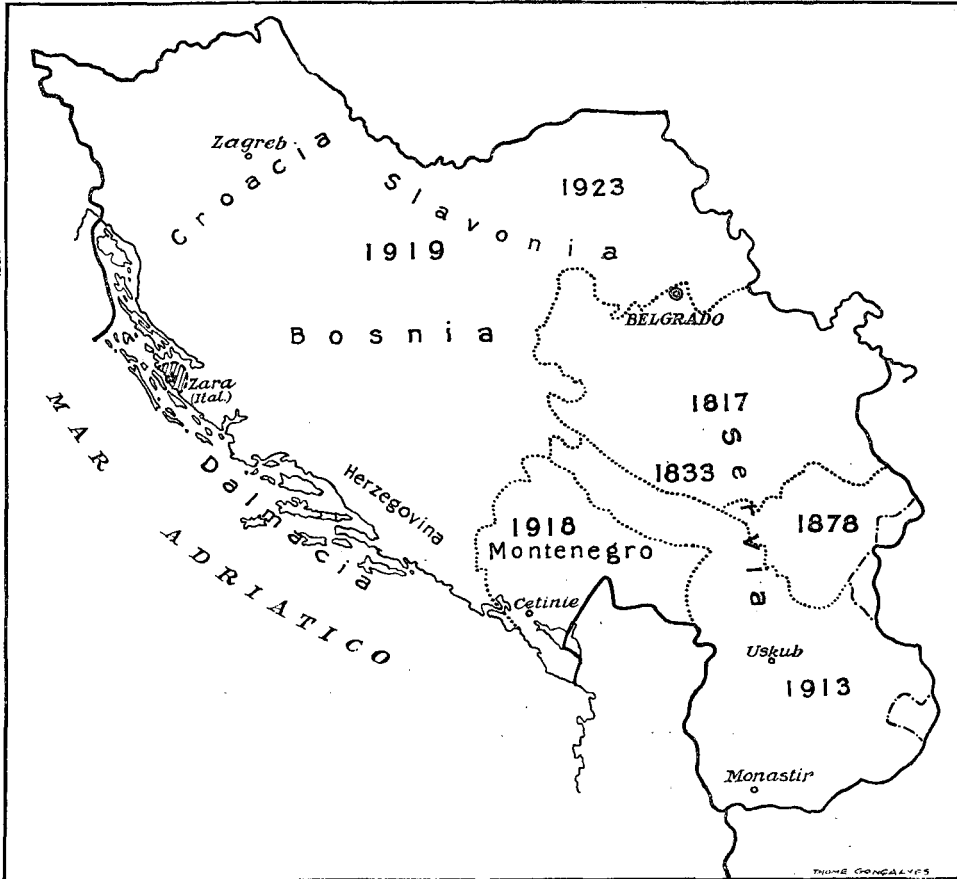 Zagreb
Croacia
Slavonia
1923
1919
BELGRADO
Bosnia
Zara
(Ital.)
1817
Servia
1833
MAR ADRIATICO
Dalmacia
Herzegovina
1918
Montenegro
1878
Cetinie
Uskub
1913
Monastir
THOME GONÇALVES